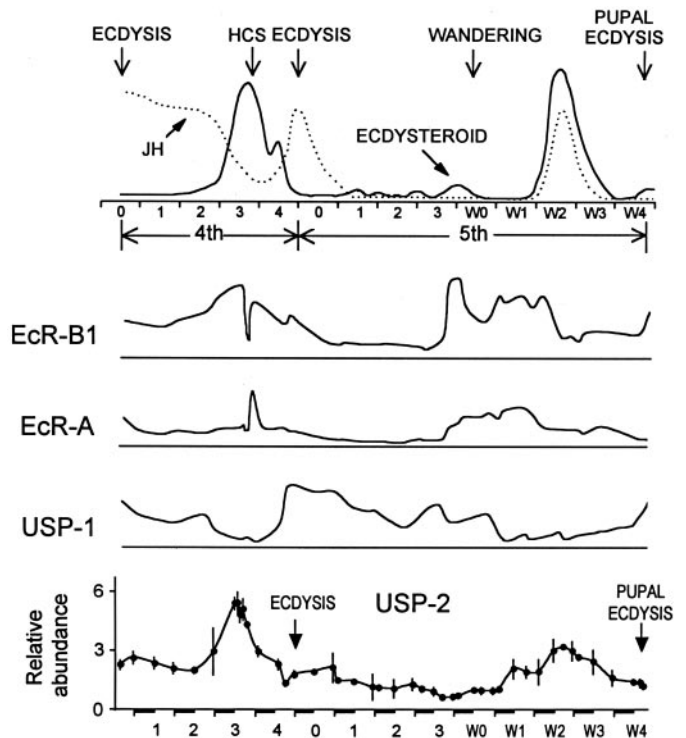 ECDYSIS HCS ECDYSIS WANDERING PUPAL ECDYSIS
JH
ECDYSTEROID
0 1 2 3 4 0 1 2 3 W0 W1 W2 W3 W4
4th 5th
EcR-B1
EcR-A
USP-1
Relative abundance
6
3
0
ECDYSIS
USP-2
PUPAL ECDYSIS
1 2 3 4 0 1 2 3 W0 W1 W2 W3 W4